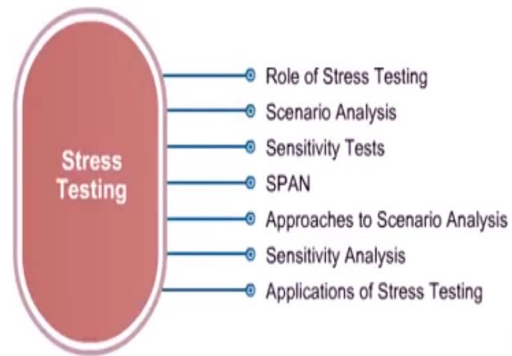 Stress
Testing
Role of Stress Testing
Scenario Analysis
Sensitivity Tests
SPAN
Approaches to Scenario Analysis
Sensitivity Analysis
Applications of Stress Testing